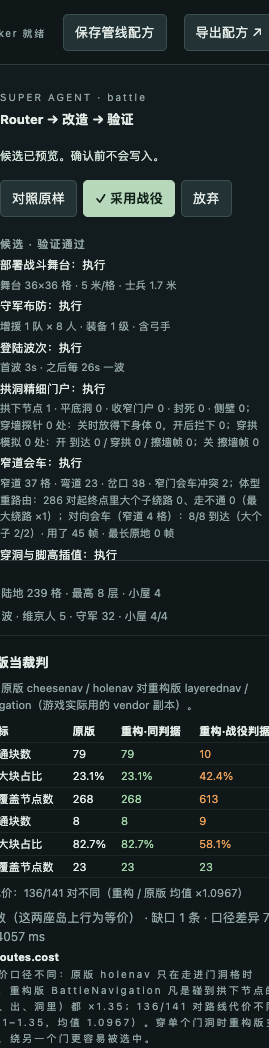 ker 就绪
保存管线配方
导出配方 ↗
SUPER AGENT · battle
Router → 改造 → 验证
候选已预览。确认前不会写入。
对照原样
✓ 采用战役
放弃
候选 · 验证通过
部署战斗舞台：执行
舞台 36×36 格 · 5 米/格 · 士兵 1.7 米
守军布防：执行
增援 1 队 × 8 人 · 装备 1 级 · 含弓手
登陆波次：执行
首波 3s · 之后每 26s 一波
拱洞精细门户：执行
拱下节点 1 · 平底洞 0 · 收窄门户 0 · 封死 0 · 侧壁 0；
穿墙探针 0 处：关时放得下身体 0，开后拦下 0；穿拱
模拟 0 处：开 到达 0 / 穿拱 0 / 擦墙帧 0；关 擦墙帧 0
窄道会车：执行
窄道 37 格 · 弯道 23 · 岔口 38 · 窄门会车冲突 2；体型
重路由：286 对起终点里大个子绕路 0、走不通 0（最
大绕路 ×1）；对向会车（窄道 4 格）：8/8 到达（大个
子 2/2）· 用了 45 帧 · 最长原地 0 帧
穿洞与脚高插值：执行
陆地 239 格 · 最高 8 层 · 小屋 4
波 · 维京人 5 · 守军 32 · 小屋 4/4
版当裁判
原版 cheesenav / holenav 对重构版 layerednav /
gation（游戏实际用的 vendor 副本）。
标 原版 重构·同判据 重构·战役判据
通块数 79 79 10
大块占比 23.1% 23.1% 42.4%
覆盖节点数 268 268 613
通块数 8 8 9
大块占比 82.7% 82.7% 58.1%
覆盖节点数 23 23 23
代价：136/141 对不同（重构 / 原版 均值 ×1.0967）
数（这两座岛上行为等价） · 缺口 1 条 · 口径差异 7
4057 ms
routes.cost
价口径不同：原版 holenav 只在走进门洞格时
，重构版 BattleNavigation 凡是碰到拱下节点的
、出、洞里）都 ×1.35；136/141 对路线代价不同
1–1.35，均值 1.0967）。穿单个门洞时重构版
，绕另一个门更容易被选中。